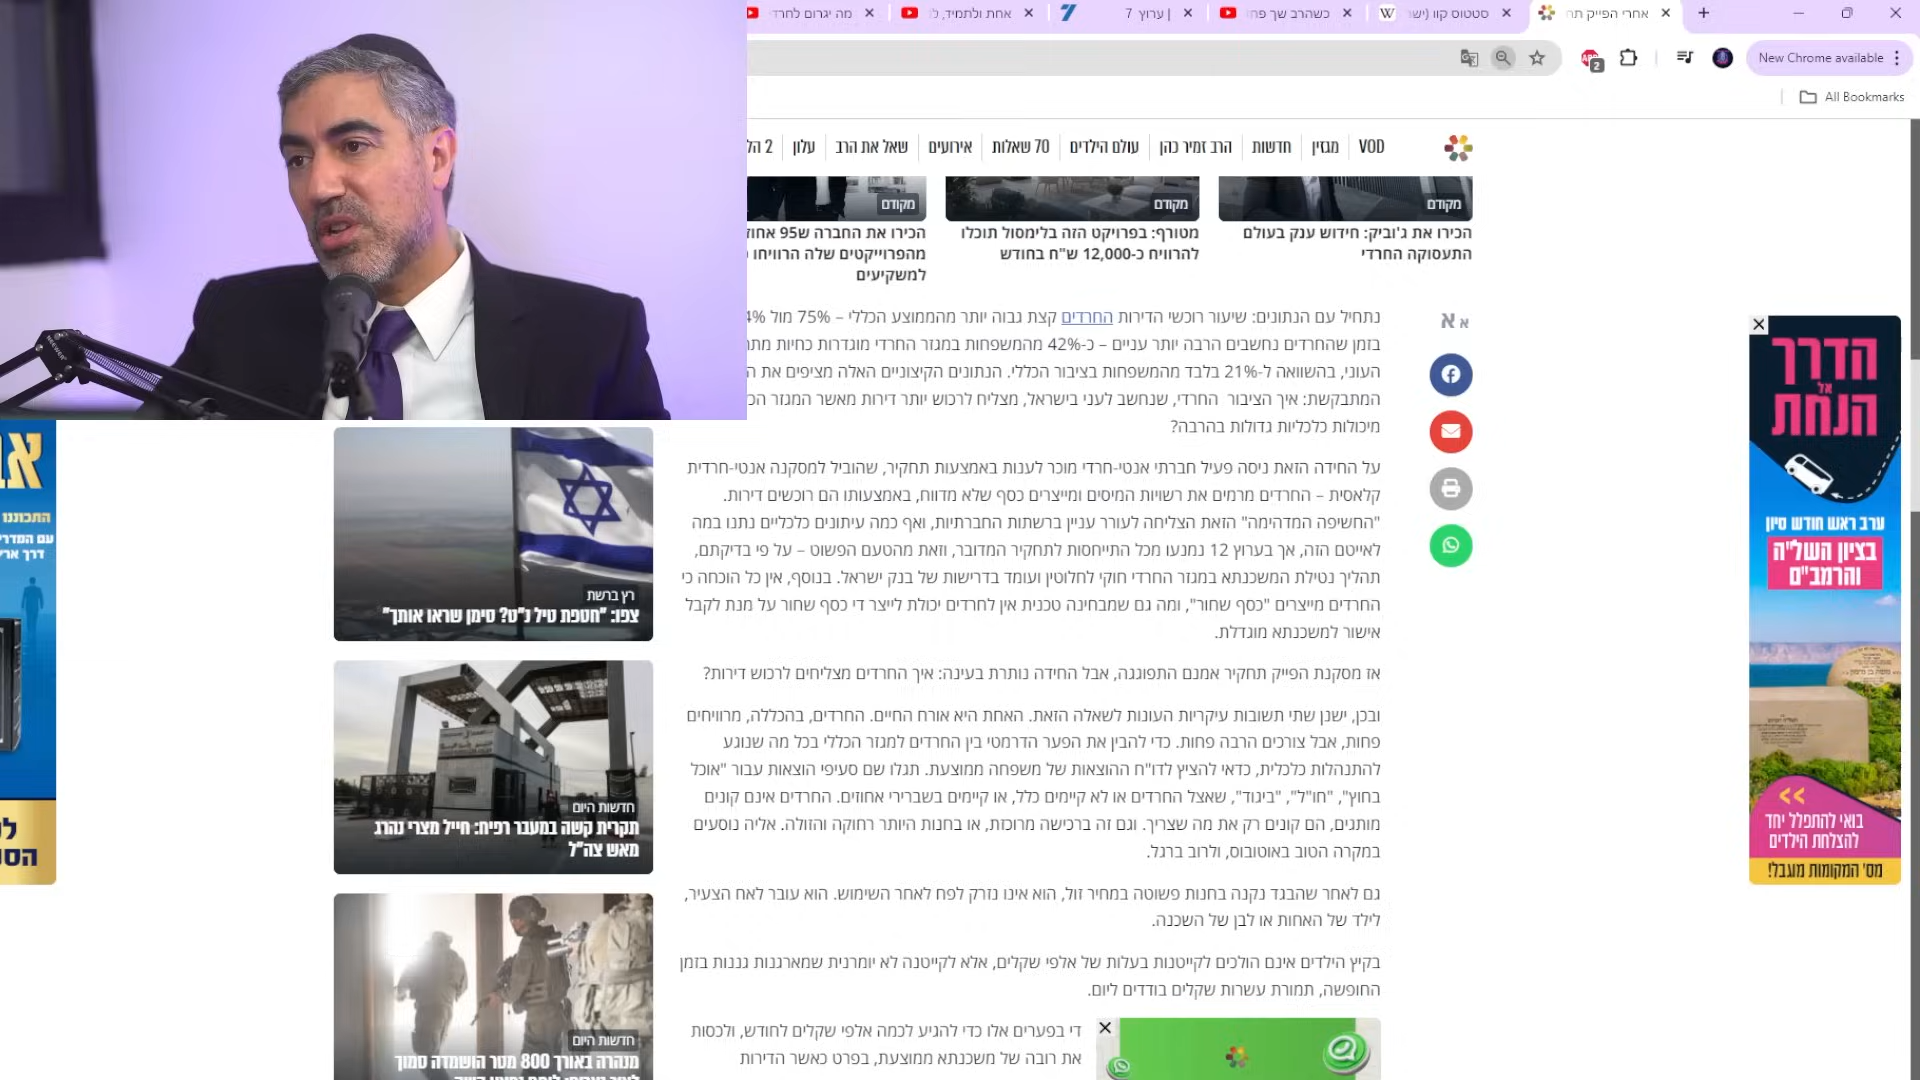 מה יגרום לחרדי
אחת ולתמיד, ל
ערוץ 7 |
כשהרב שך פחו
סטטוס קוו (ישר
אחרי הפייק תח
New Chrome available
All Bookmarks
VOD
מגזין
חדשות
הרב זמיר כהן
עולם הילדים
70 שאלות
אירועים
שאל את הרב
עלון
מקודם
מקודם
מקודם
הכירו את ג'וביק: חידוש ענק בעולם
התעסוקה החרדי
מטורף: בפרויקט הזה בלימסול תוכלו
להרוויח כ-12,000 ש"ח בחודש
הכירו את החברה ש95 אחוז
מהפרוייקטים שלה הרוויחו
למשקיעים
נתחיל עם הנתונים: שיעור רוכשי הדירות החרדים קצת גבוה יותר מהממוצע הכללי – 75% מול
בזמן שהחרדים נחשבים הרבה יותר עניים – כ-42% מהמשפחות במגזר החרדי מוגדרות כחיות
העוני, בהשוואה ל-21% בלבד מהמשפחות בציבור הכללי. הנתונים הקיצוניים האלה מציפים את
המתבקשת: איך הציבור החרדי, שנחשב לעני בישראל, מצליח לרכוש יותר דירות מאשר המגזר
מיכולות כלכליות גדולות בהרבה?
על החידה הזאת ניסה פעיל חברתי אנטי-חרדי מוכר לענות באמצעות תחקיר, שהוביל למסקנה אנטי-חרדית
קלאסית – החרדים מרמים את רשויות המיסים ומייצרים כסף שלא מדווח, באמצעותו הם רוכשים דירות.
"החשיפה המדהימה" הזאת הצליחה לעורר עניין ברשתות החברתיות, ואף כמה עיתונים כלכליים נתנו במה
לאייטם הזה, אך בערוץ 12 נמנעו מכל התייחסות לתחקיר המדובר, וזאת מהטעם הפשוט – על פי בדיקתם,
תהליך נטילת המשכנתא במגזר החרדי חוקי לחלוטין ועומד בדרישות של בנק ישראל. בנוסף, אין כל הוכחה כי
החרדים מייצרים "כסף שחור", ומה גם שמבחינה טכנית אין לחרדים יכולת לייצר די כסף שחור על מנת לקבל
אישור למשכנתא מוגדלת.
אז מסקנת הפייק תחקיר אמנם התפוגגה, אבל החידה נותרת בעינה: איך החרדים מצליחים לרכוש דירות?
ובכן, ישנן שתי תשובות עיקריות העונות לשאלה הזאת. האחת היא אורח החיים. החרדים, בהכללה, מרוויחים
פחות, אבל צורכים הרבה פחות. כדי להבין את הפער הדרמטי בין החרדים למגזר הכללי בכל מה שנוגע
להתנהלות כלכלית, כדאי להציץ לדו"ח ההוצאות של משפחה ממוצעת. תגלו שם סעיפי הוצאות עבור "אוכל
בחוץ", "חו"ל", "ביגוד", שאצל החרדים או לא קיימים כלל, או קיימים בשברירי אחוזים. החרדים אינם קונים
מותגים, הם קונים רק את מה שצריך. וגם זה ברכישה מרוכזת, או בחנות היותר רחוקה והזולה. אליה נוסעים
במקרה הטוב באוטובוס, ולרוב ברגל.
גם לאחר שהבגד נקנה בחנות פשוטה במחיר זול, הוא אינו נזרק לפח לאחר השימוש. הוא עובר לאח הצעיר,
לילד של האחות או לבן של השכנה.
בקיץ הילדים אינם הולכים לקייטנות בעלות של אלפי שקלים, אלא לקייטנה לא יומרנית שמארגנות גננות בזמן
החופשה, תמורת עשרות שקלים בודדים ליום.
די בפערים אלו כדי להגיע לכמה אלפי שקלים לחודש, ולכסות
את רובה של משכנתא ממוצעת, בפרט כאשר הדירות
א א
רץ ברשת
צפו: "חטפת טיל נ"ט? סימן שראו אותך"
חדשות היום
תקרית קשה במעבר רפיח: חייל מצרי נהרג
מאש צה"ל
חדשות היום
מנהרה באורך 800 מטר הושמדה סמוך
הדרך
אל
הנחת
ערב ראש חודש סיון
בציון השל"ה
והרמב"ם
בואי להתפלל יחד
להצלחת הילדים
מס' המקומות מוגבל!
התכוננו
עם המדרי
NEEWER
2